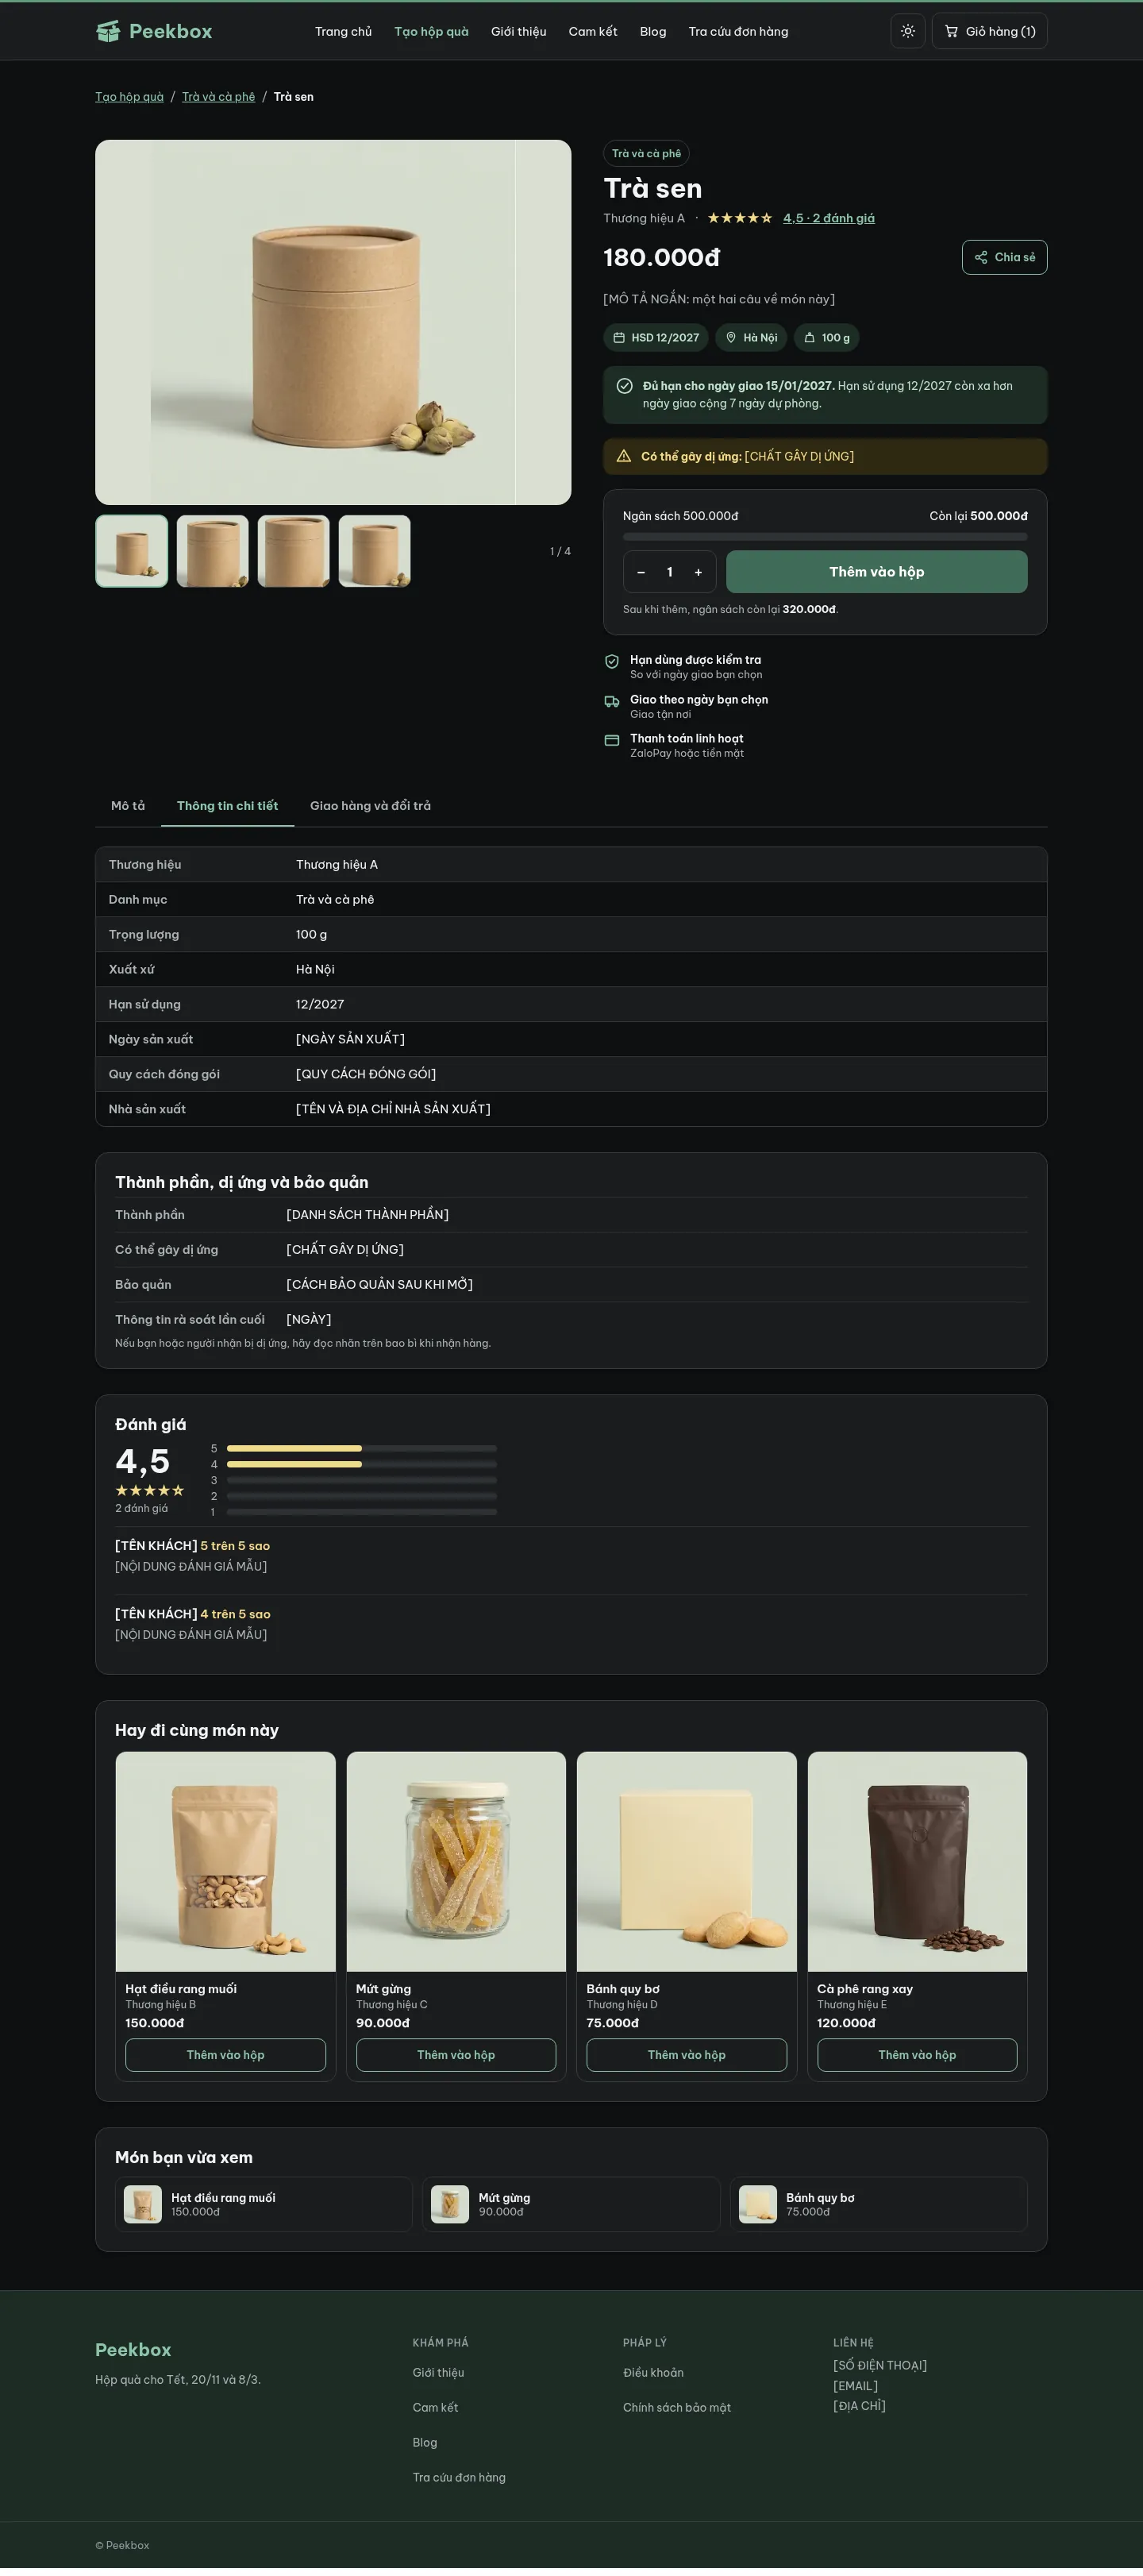 Peekbox
Trang chủ
Tạo hộp quà
Giới thiệu
Cam kết
Blog
Tra cứu đơn hàng
Giỏ hàng (1)
Tạo hộp quà / Trà và cà phê / Trà sen
Trà và cà phê
Trà sen
Thương hiệu A · ★★★★☆ 4,5 · 2 đánh giá
180.000đ
Chia sẻ
[MÔ TẢ NGẮN: một hai câu về món này]
HSD 12/2027
Hà Nội
100 g
Đủ hạn cho ngày giao 15/01/2027. Hạn sử dụng 12/2027 còn xa hơn
ngày giao cộng 7 ngày dự phòng.
Có thể gây dị ứng: [CHẤT GÂY DỊ ỨNG]
Ngân sách 500.000đ
Còn lại 500.000đ
− 1 +
Thêm vào hộp
Sau khi thêm, ngân sách còn lại 320.000đ.
1 / 4
Hạn dùng được kiểm tra
So với ngày giao bạn chọn
Giao theo ngày bạn chọn
Giao tận nơi
Thanh toán linh hoạt
ZaloPay hoặc tiền mặt
Mô tả
Thông tin chi tiết
Giao hàng và đổi trả
Thương hiệu Thương hiệu A
Danh mục Trà và cà phê
Trọng lượng 100 g
Xuất xứ Hà Nội
Hạn sử dụng 12/2027
Ngày sản xuất [NGÀY SẢN XUẤT]
Quy cách đóng gói [QUY CÁCH ĐÓNG GÓI]
Nhà sản xuất [TÊN VÀ ĐỊA CHỈ NHÀ SẢN XUẤT]
Thành phần, dị ứng và bảo quản
Thành phần [DANH SÁCH THÀNH PHẦN]
Có thể gây dị ứng [CHẤT GÂY DỊ ỨNG]
Bảo quản [CÁCH BẢO QUẢN SAU KHI MỞ]
Thông tin rà soát lần cuối [NGÀY]
Nếu bạn hoặc người nhận bị dị ứng, hãy đọc nhãn trên bao bì khi nhận hàng.
Đánh giá
4,5
★★★★☆
2 đánh giá
5
4
3
2
1
[TÊN KHÁCH] 5 trên 5 sao
[NỘI DUNG ĐÁNH GIÁ MẪU]
[TÊN KHÁCH] 4 trên 5 sao
[NỘI DUNG ĐÁNH GIÁ MẪU]
Hay đi cùng món này
Hạt điều rang muối
Thương hiệu B
150.000đ
Thêm vào hộp
Mứt gừng
Thương hiệu C
90.000đ
Thêm vào hộp
Bánh quy bơ
Thương hiệu D
75.000đ
Thêm vào hộp
Cà phê rang xay
Thương hiệu E
120.000đ
Thêm vào hộp
Món bạn vừa xem
Hạt điều rang muối
150.000đ
Mứt gừng
90.000đ
Bánh quy bơ
75.000đ
Peekbox
Hộp quà cho Tết, 20/11 và 8/3.
KHÁM PHÁ
Giới thiệu
Cam kết
Blog
Tra cứu đơn hàng
PHÁP LÝ
Điều khoản
Chính sách bảo mật
LIÊN HỆ
[SỐ ĐIỆN THOẠI]
[EMAIL]
[ĐỊA CHỈ]
© Peekbox